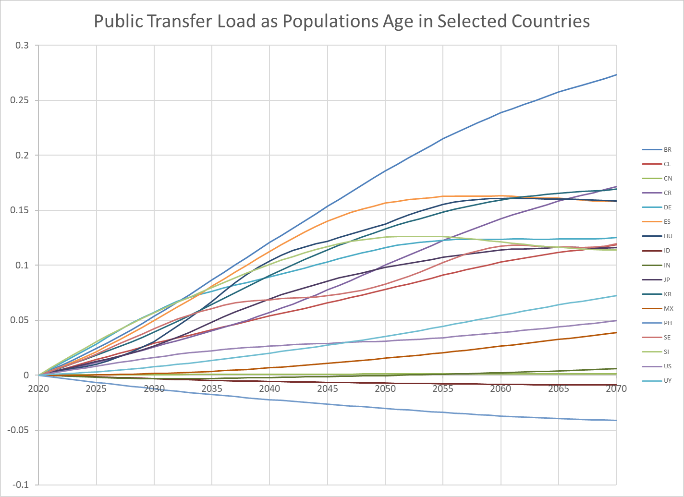 Public Transfer Load as Populations Age in Selected Countries
0.3
0.25
0.2
0.15
0.1
0.05
0
-0.05
-0.1
2020 2025 2030 2035 2040 2045 2050 2055 2060 2065 2070
BR
CL
CN
CR
DE
ES
HU
ID
IN
JP
KR
MX
PH
SE
SI
US
UY